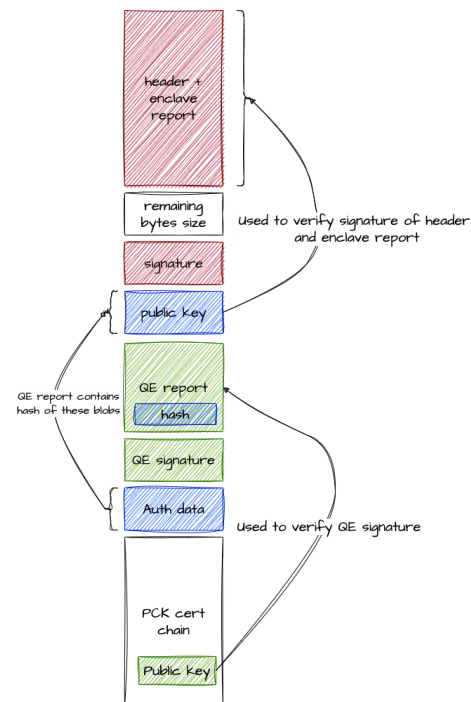 header +
enclave
report
remaining
bytes size
Used to verify signature of header
and enclave report
signature
public key
QE report
QE report contains
hash of these blobs
hash
QE signature
Auth data
Used to verify QE signature
PCK cert
chain
Public key